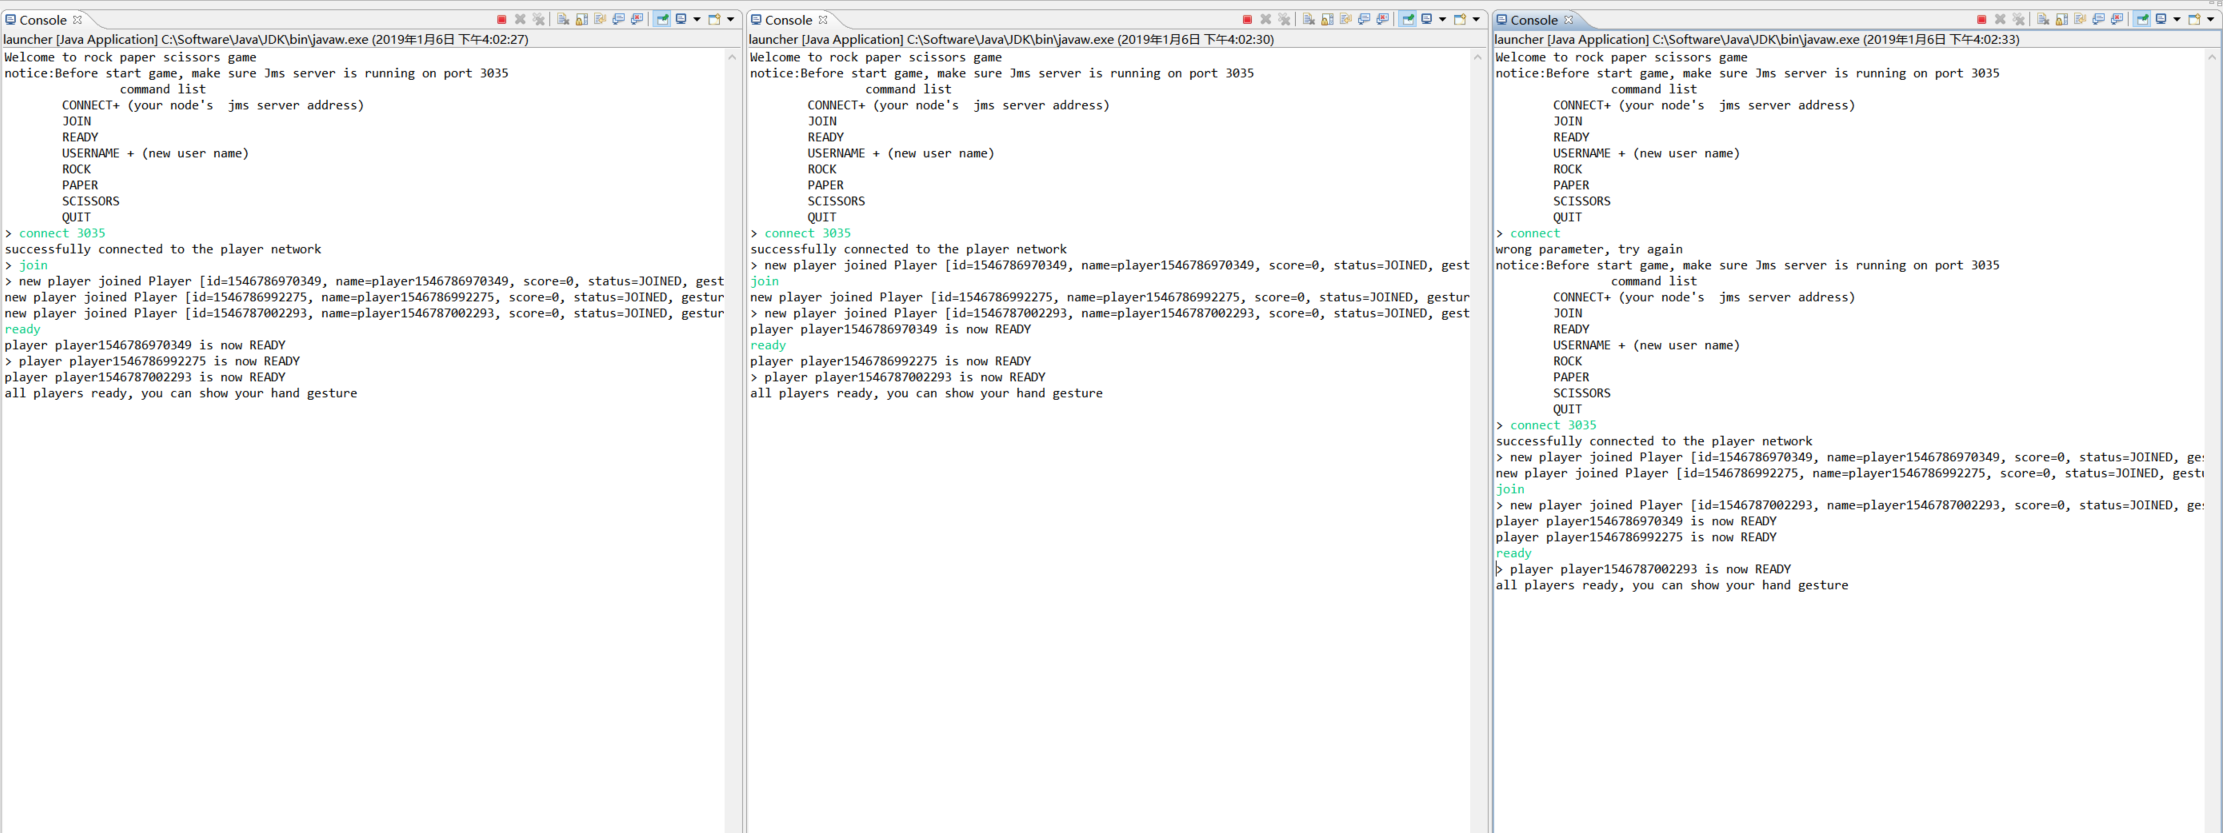 Console
launcher [Java Application] C:\Software\Java\JDK\bin\javaw.exe (2019年1月6日 下午4:02:27)
Welcome to rock paper scissors game
notice:Before start game, make sure Jms server is running on port 3035
command list
CONNECT+ (your node's  jms server address)
JOIN
READY
USERNAME + (new user name)
ROCK
PAPER
SCISSORS
QUIT
> connect 3035
successfully connected to the player network
> join
> new player joined Player [id=1546786970349, name=player1546786970349, score=0, status=JOINED, gest
new player joined Player [id=1546786992275, name=player1546786992275, score=0, status=JOINED, gestur
new player joined Player [id=1546787002293, name=player1546787002293, score=0, status=JOINED, gestur
ready
player player1546786970349 is now READY
> player player1546786992275 is now READY
player player1546787002293 is now READY
all players ready, you can show your hand gesture
Console
launcher [Java Application] C:\Software\Java\JDK\bin\javaw.exe (2019年1月6日 下午4:02:30)
Welcome to rock paper scissors game
notice:Before start game, make sure Jms server is running on port 3035
command list
CONNECT+ (your node's  jms server address)
JOIN
READY
USERNAME + (new user name)
ROCK
PAPER
SCISSORS
QUIT
> connect 3035
successfully connected to the player network
> new player joined Player [id=1546786970349, name=player1546786970349, score=0, status=JOINED, gest
join
new player joined Player [id=1546786992275, name=player1546786992275, score=0, status=JOINED, gestur
> new player joined Player [id=1546787002293, name=player1546787002293, score=0, status=JOINED, gest
player player1546786970349 is now READY
ready
player player1546786992275 is now READY
> player player1546787002293 is now READY
all players ready, you can show your hand gesture
Console
launcher [Java Application] C:\Software\Java\JDK\bin\javaw.exe (2019年1月6日 下午4:02:33)
Welcome to rock paper scissors game
notice:Before start game, make sure Jms server is running on port 3035
command list
CONNECT+ (your node's  jms server address)
JOIN
READY
USERNAME + (new user name)
ROCK
PAPER
SCISSORS
QUIT
> connect
wrong parameter, try again
notice:Before start game, make sure Jms server is running on port 3035
command list
CONNECT+ (your node's  jms server address)
JOIN
READY
USERNAME + (new user name)
ROCK
PAPER
SCISSORS
QUIT
> connect 3035
successfully connected to the player network
> new player joined Player [id=1546786970349, name=player1546786970349, score=0, status=JOINED, ges
new player joined Player [id=1546786992275, name=player1546786992275, score=0, status=JOINED, gestu
join
> new player joined Player [id=1546787002293, name=player1546787002293, score=0, status=JOINED, ges
player player1546786970349 is now READY
player player1546786992275 is now READY
ready
> player player1546787002293 is now READY
all players ready, you can show your hand gesture